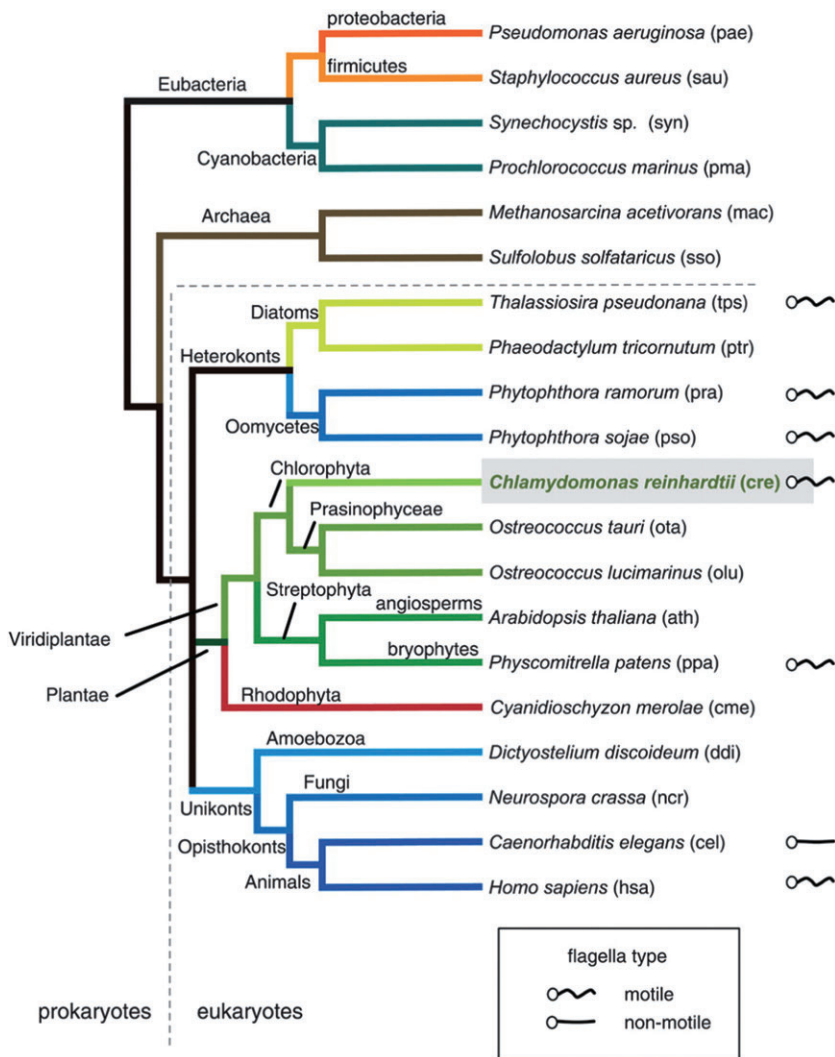 proteobacteria
Pseudomonas aeruginosa (pae)
firmicutes
Staphylococcus aureus (sau)
Eubacteria
Synechocystis sp. (syn)
Cyanobacteria
Prochlorococcus marinus (pma)
Archaea
Methanosarcina acetivorans (mac)
Sulfolobus solfataricus (sso)
Diatoms
Thalassiosira pseudonana (tps)
Heterokonts
Phaeodactylum tricornutum (ptr)
Phytophthora ramorum (pra)
Oomycetes
Phytophthora sojae (pso)
Chlorophyta
Chlamydomonas reinhardtii (cre)
Prasinophyceae
Ostreococcus tauri (ota)
Ostreococcus lucimarinus (olu)
Streptophyta
angiosperms
Arabidopsis thaliana (ath)
Viridiplantae
bryophytes
Physcomitrella patens (ppa)
Plantae
Rhodophyta
Cyanidioschyzon merolae (cme)
Amoebozoa
Dictyostelium discoideum (ddi)
Fungi
Unikonts
Neurospora crassa (ncr)
Opisthokonts
Caenorhabditis elegans (cel)
Animals
Homo sapiens (hsa)
flagella type
motile
non-motile
prokaryotes
eukaryotes